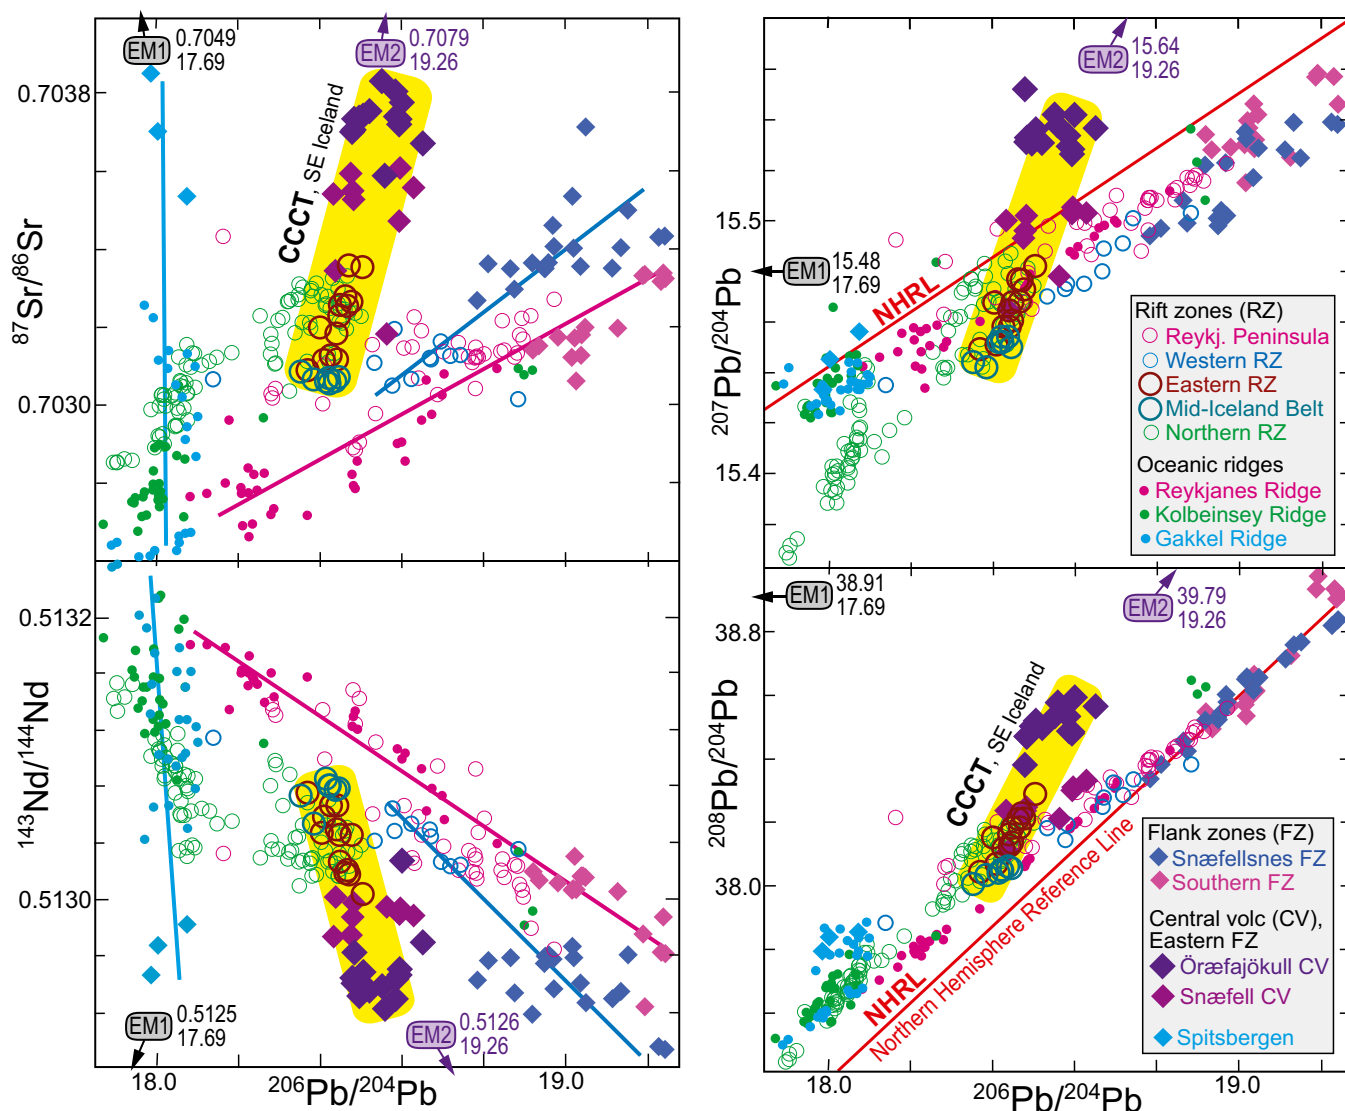 EM1 0.7049
17.69
EM2 0.7079
19.26
0.7038
CCCT, SE Iceland
87Sr/86Sr
0.7030
0.5132
143Nd/144Nd
0.5130
EM1 0.5125
17.69
EM2 0.5126
19.26
18.0
206Pb/204Pb
19.0
EM2 15.64
19.26
15.5
EM1 15.48
17.69
NHRL
207Pb/204Pb
15.4
Rift zones (RZ)
Reykj. Peninsula
Western RZ
Eastern RZ
Mid-Iceland Belt
Northern RZ
Oceanic ridges
Reykjanes Ridge
Kolbeinsey Ridge
Gakkel Ridge
EM1 38.91
17.69
EM2 39.79
19.26
38.8
CCCT, SE Iceland
208Pb/204Pb
38.0
NHRL
Northern Hemisphere Reference Line
Flank zones (FZ)
Snæfellsnes FZ
Southern FZ
Central volc (CV),
Eastern FZ
Öræfajökull CV
Snæfell CV
Spitsbergen
18.0
206Pb/204Pb
19.0